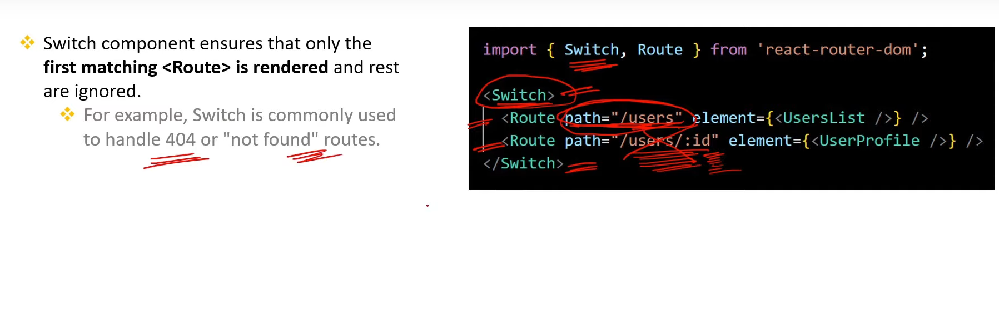 Switch component ensures that only the
first matching <Route> is rendered and rest
are ignored.
For example, Switch is commonly used
to handle 404 or "not found" routes.
import { Switch, Route } from 'react-router-dom';
<Switch>
<Route path="/users" element={<UsersList />} />
<Route path="/users/:id" element={<UserProfile />} />
</Switch>